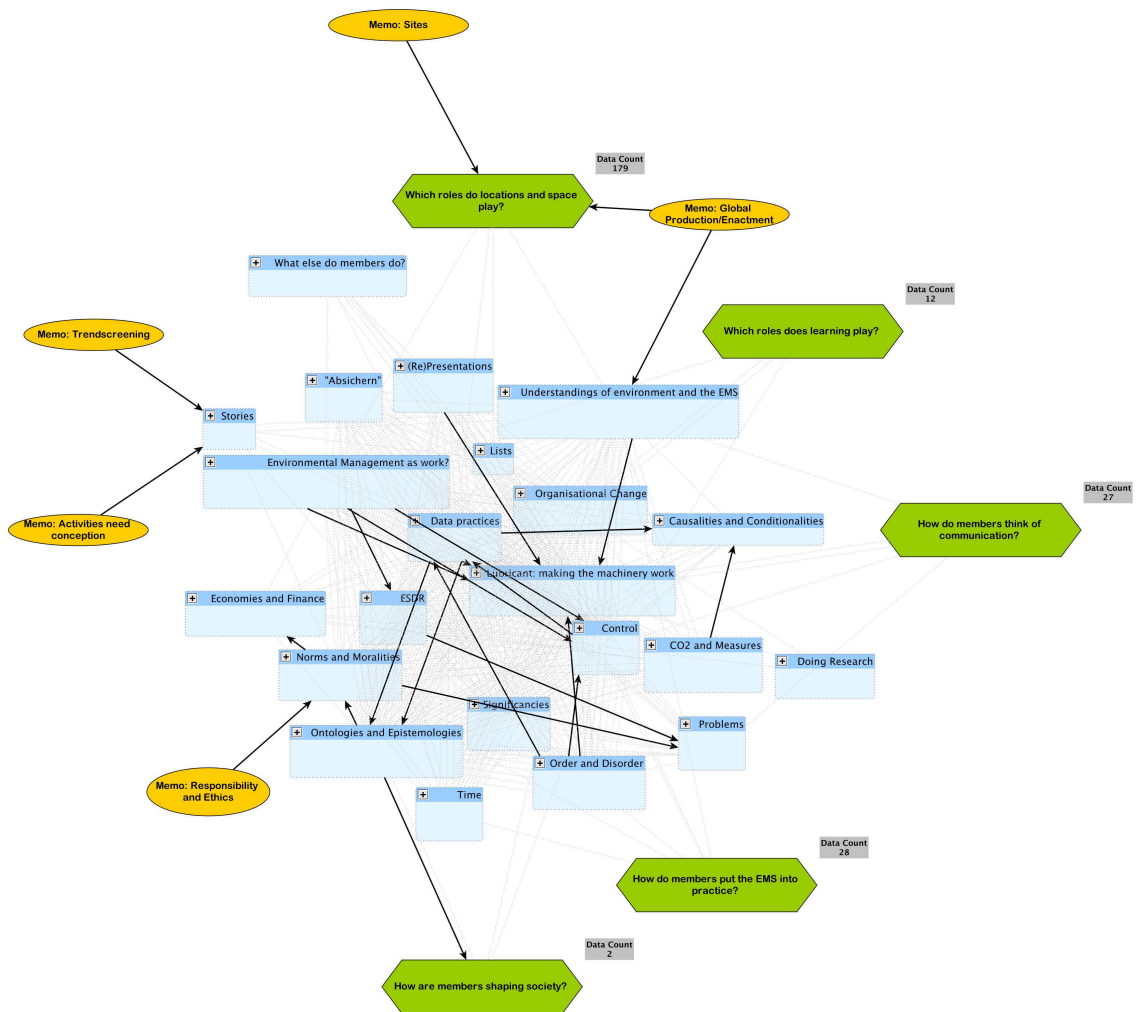 Memo: Sites
Data Count
179
Which roles do locations and space
play?
Memo: Global
Production/Enactment
What else do members do?
Data Count
12
Which roles does learning play?
Memo: Trendscreening
(Re)Presentations
"Absichern"
Understandings of environment and the EMS
Stories
Lists
Environmental Management as work?
Data Count
27
Organisational Change
Memo: Activities need
conception
Data practices
Causalities and Conditionalities
How do members think of
communication?
Lubricant: making the machinery work
Economies and Finance
ESDR
Control
CO2 and Measures
Norms and Moralities
Doing Research
Significancies
Problems
Ontologies and Epistemologies
Order and Disorder
Memo: Responsibility
and Ethics
Time
Data Count
28
How do members put the EMS into
practice?
Data Count
2
How are members shaping society?